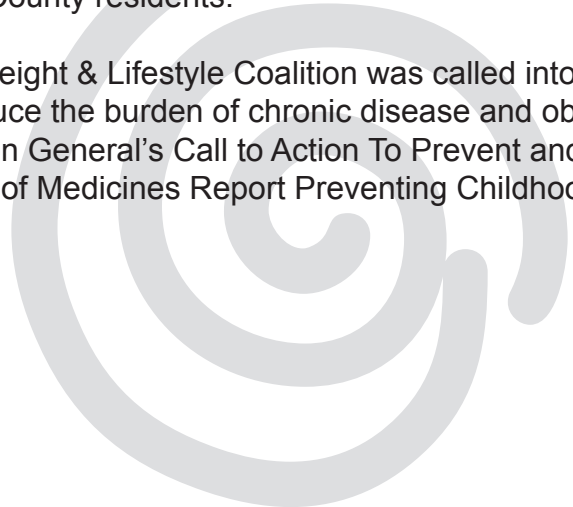 County residents.
eight & Lifestyle Coalition was called into
uce the burden of chronic disease and ob
n General’s Call to Action To Prevent and
of Medicines Report Preventing Childhoo